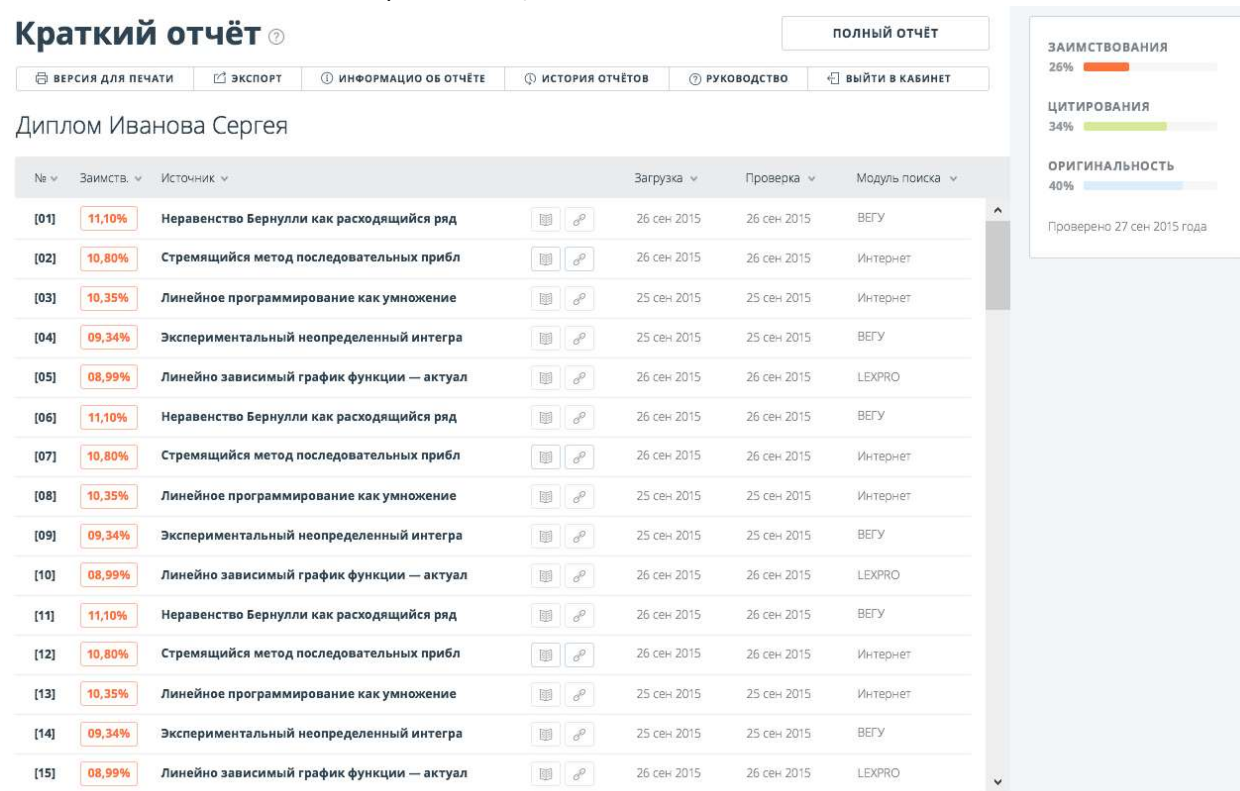 Краткий отчёт
ПОЛНЫЙ ОТЧЁТ
ВЕРСИЯ ДЛЯ ПЕЧАТИ ЭКСПОРТ ИНФОРМАЦИО ОБ ОТЧЁТЕ ИСТОРИЯ ОТЧЁТОВ РУКОВОДСТВО ВЫЙТИ В КАБИНЕТ
Диплом Иванова Сергея
№ Заимств. Источник Загрузка Проверка Модуль поиска
[01] 11,10% Неравенство Бернулли как расходящийся ряд 26 сен 2015 26 сен 2015 ВЕГУ
[02] 10,80% Стремящийся метод последовательных прибл 26 сен 2015 26 сен 2015 Интернет
[03] 10,35% Линейное программирование как умножение 25 сен 2015 25 сен 2015 Интернет
[04] 09,34% Экспериментальный неопределенный интегра 25 сен 2015 25 сен 2015 ВЕГУ
[05] 08,99% Линейно зависимый график функции — актуал 26 сен 2015 26 сен 2015 LEXPRO
[06] 11,10% Неравенство Бернулли как расходящийся ряд 26 сен 2015 26 сен 2015 ВЕГУ
[07] 10,80% Стремящийся метод последовательных прибл 26 сен 2015 26 сен 2015 Интернет
[08] 10,35% Линейное программирование как умножение 25 сен 2015 25 сен 2015 Интернет
[09] 09,34% Экспериментальный неопределенный интегра 25 сен 2015 25 сен 2015 ВЕГУ
[10] 08,99% Линейно зависимый график функции — актуал 26 сен 2015 26 сен 2015 LEXPRO
[11] 11,10% Неравенство Бернулли как расходящийся ряд 26 сен 2015 26 сен 2015 ВЕГУ
[12] 10,80% Стремящийся метод последовательных прибл 26 сен 2015 26 сен 2015 Интернет
[13] 10,35% Линейное программирование как умножение 25 сен 2015 25 сен 2015 Интернет
[14] 09,34% Экспериментальный неопределенный интегра 25 сен 2015 25 сен 2015 ВЕГУ
[15] 08,99% Линейно зависимый график функции — актуал 26 сен 2015 26 сен 2015 LEXPRO
ЗАИМСТВОВАНИЯ
26%
ЦИТИРОВАНИЯ
34%
ОРИГИНАЛЬНОСТЬ
40%
Проверено 27 сен 2015 года